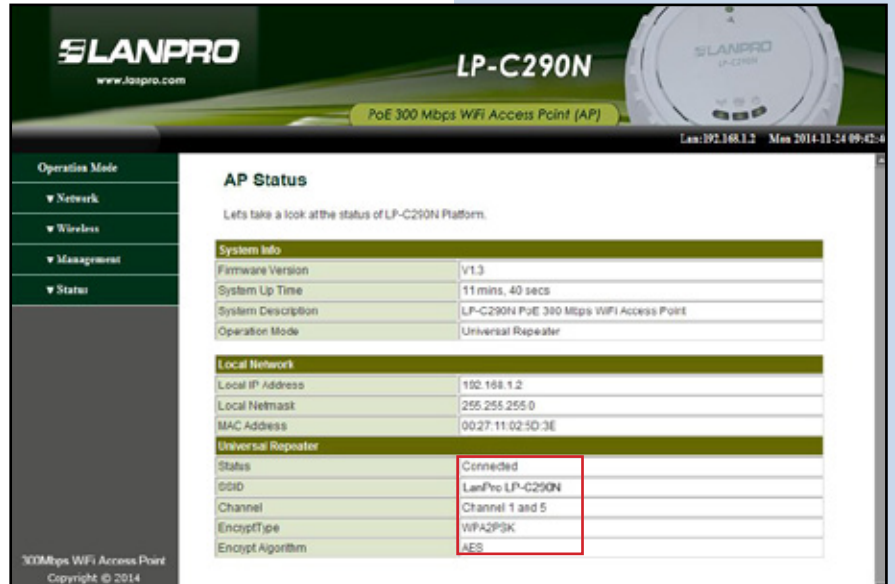 LANPRO
www.lanpro.com
LP-C290N
LANPRO
LP-C290N
PoE 300 Mbps WiFi Access Point (AP)
Lan:192.168.1.2 Mon 2014-11-24 09:42:4
Operation Mode
▼ Network
▼ Wireless
▼ Management
▼ Status
AP Status
Lets take a look at the status of LP-C290N Platform.
System Info
Firmware Version V1.3
System Up Time 11 mins, 40 secs
System Description LP-C290N PoE 300 Mbps WiFi Access Point
Operation Mode Universal Repeater
Local Network
Local IP Address 192.168.1.2
Local Netmask 255.255.255.0
MAC Address 00:27:11:02:5D:3E
Universal Repeater
Status Connected
SSID LanPro LP-C290N
Channel Channel 1 and 5
EncryptType WPA2PSK
Encrypt Algorithm AES
300Mbps WiFi Access Point
Copyright © 2014